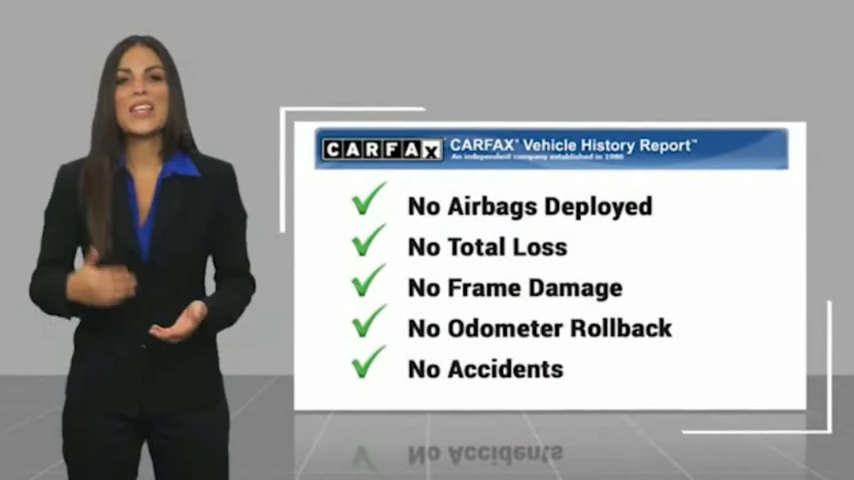 CARFAX CARFAX® Vehicle History Report™
An independent company established in 1986
No Airbags Deployed
No Total Loss
No Frame Damage
No Odometer Rollback
No Accidents
No Accidents